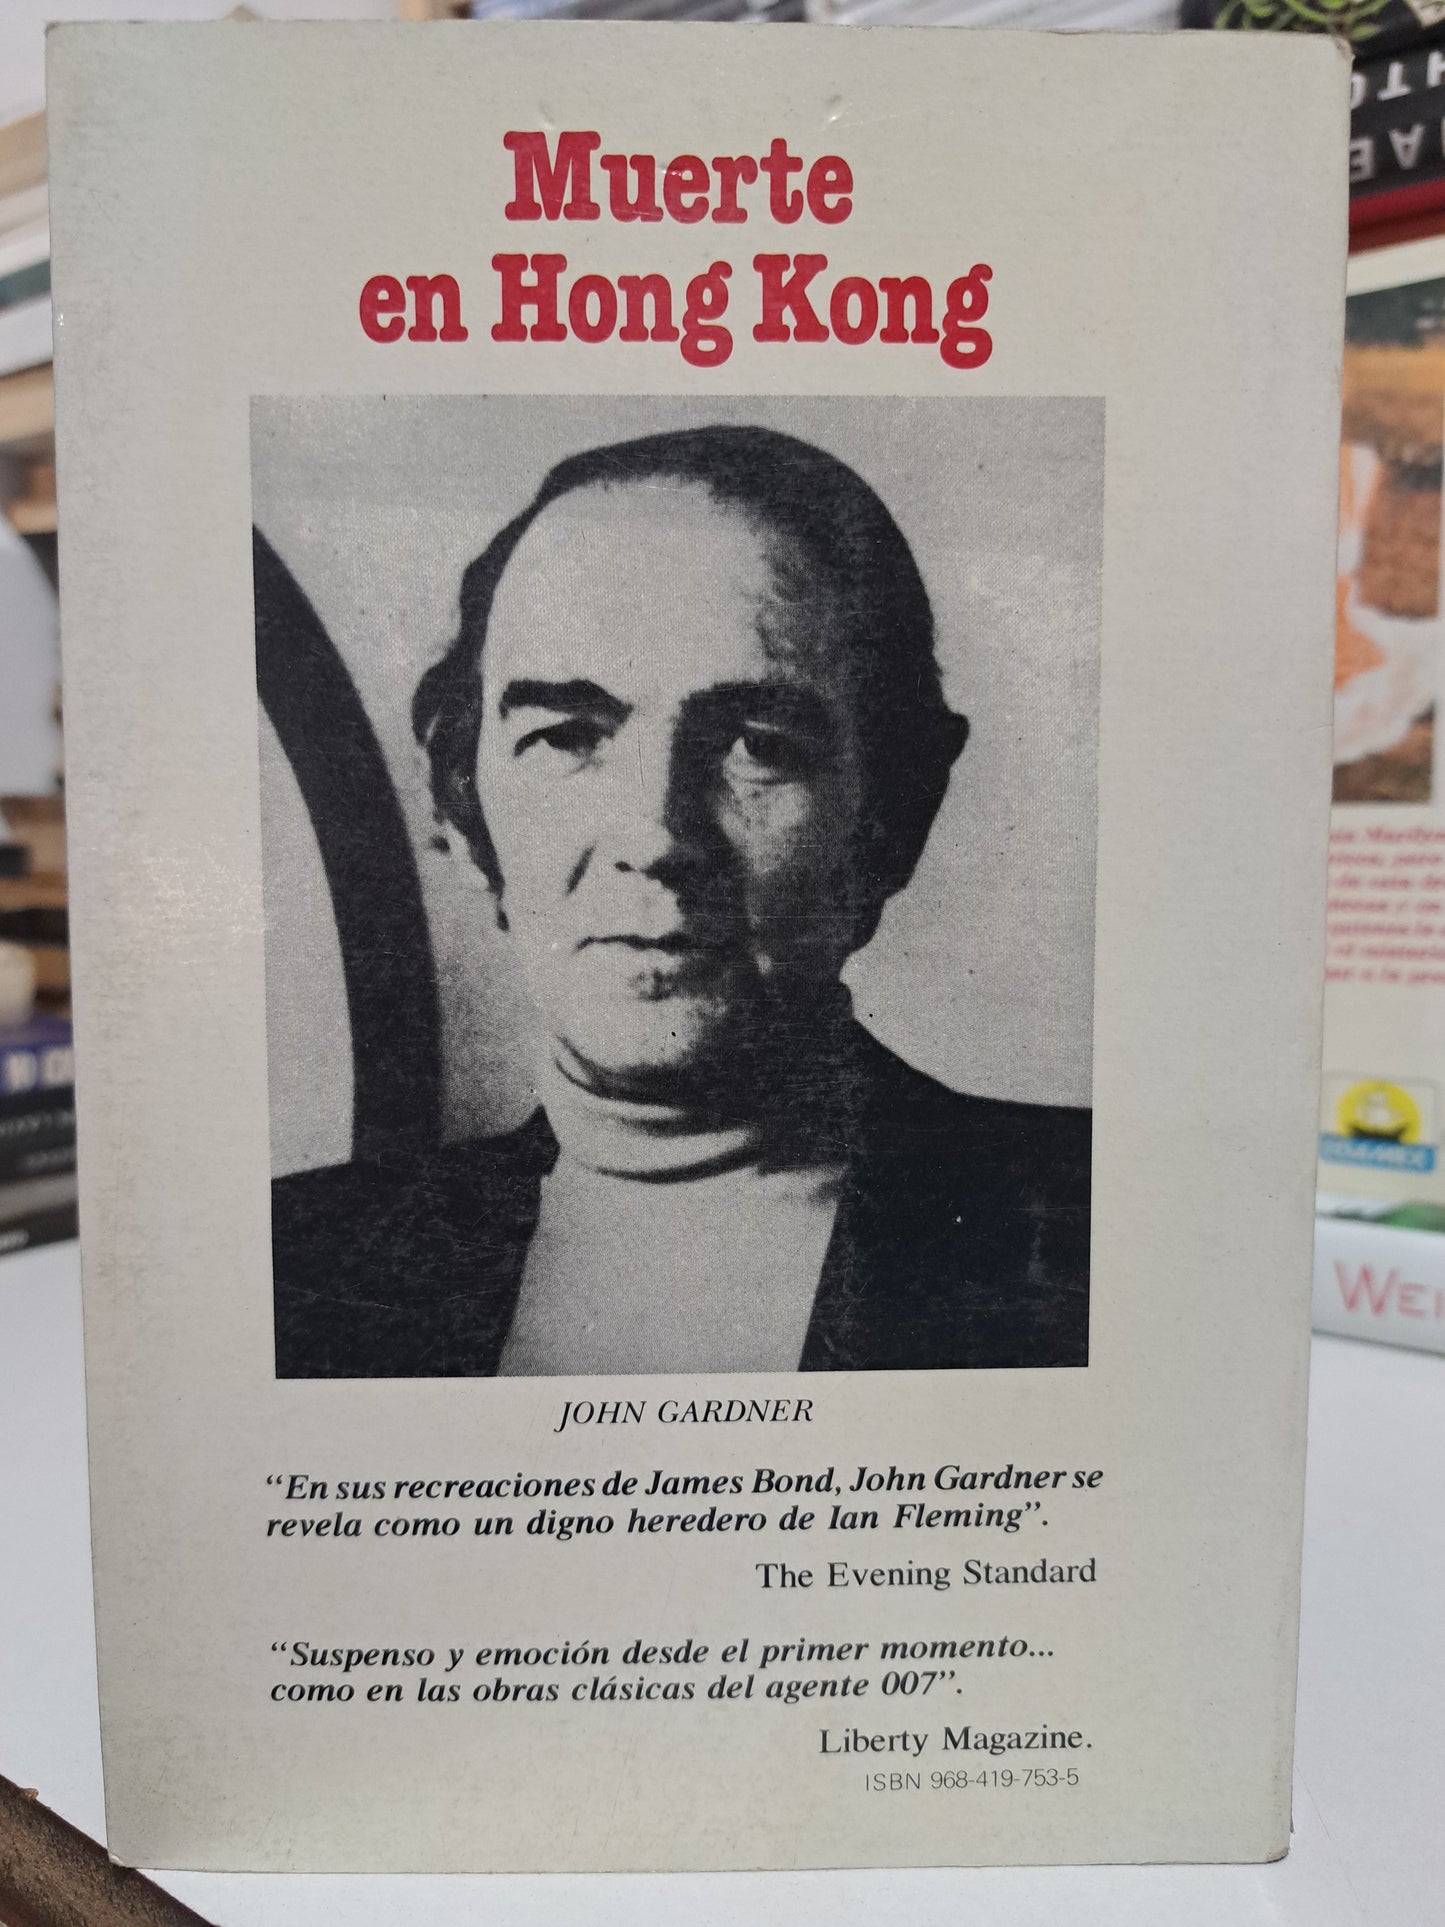 Muerte
en Hong Kong
JOHN GARDNER
“En sus recreaciones de James Bond, John Gardner se
revela como un digno heredero de Ian Fleming”.
The Evening Standard
“Suspenso y emoción desde el primer momento...
como en las obras clásicas del agente 007”.
Liberty Magazine.
ISBN 968-419-753-5